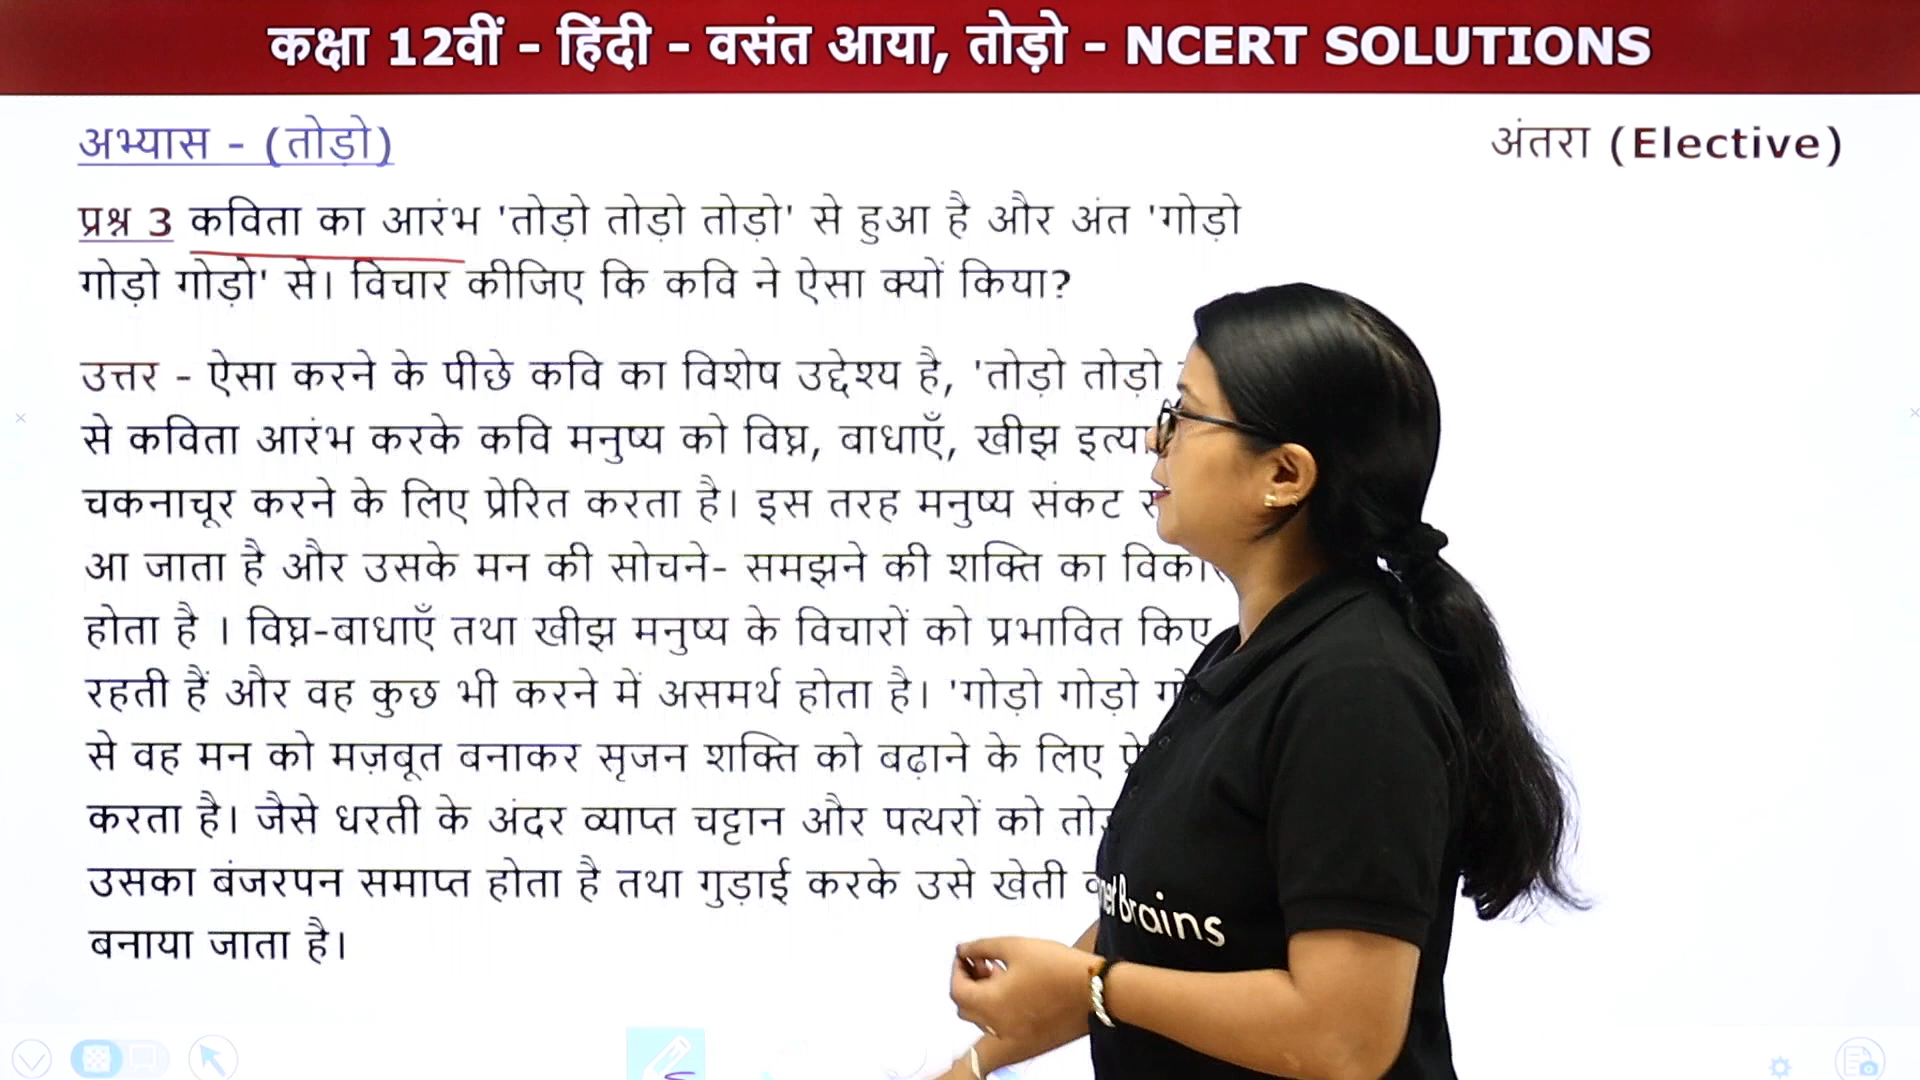 कक्षा 12वीं - हिंदी - वसंत आया, तोड़ो - NCERT SOLUTIONS
अभ्यास - (तोड़ो)
अंतरा (Elective)
प्रश्न 3 कविता का आरंभ 'तोड़ो तोड़ो तोड़ो' से हुआ है और अंत 'गोड़ो
गोड़ो गोड़ो' से। विचार कीजिए कि कवि ने ऐसा क्यों किया?
उत्तर - ऐसा करने के पीछे कवि का विशेष उद्देश्य है, 'तोड़ो तोड़ो
से कविता आरंभ करके कवि मनुष्य को विघ्न, बाधाएँ, खीझ
चकनाचूर करने के लिए प्रेरित करता है। इस तरह मनुष्य संकट
आ जाता है और उसके मन की सोचने- समझने की शक्ति का
होता है । विघ्न-बाधाएँ तथा खीझ मनुष्य के विचारों को प्रभावित किए
रहती हैं और वह कुछ भी करने में असमर्थ होता है। 'गोड़ो गोड़ो
से वह मन को मज़बूत बनाकर सृजन शक्ति को बढ़ाने के लिए
करता है। जैसे धरती के अंदर व्याप्त चट्टान और पत्थरों को
उसका बंजरपन समाप्त होता है तथा गुड़ाई करके उसे खेती
बनाया जाता है।
Brains